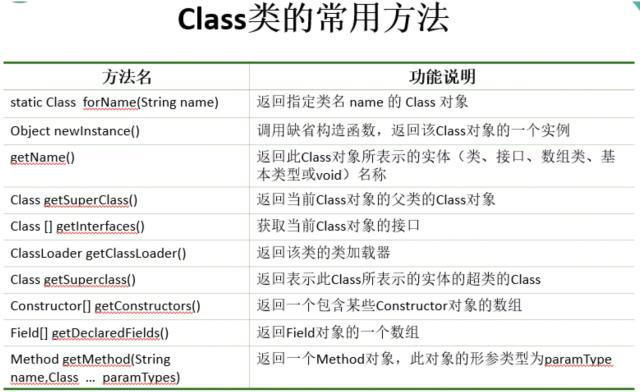 Class类的常用方法
方法名 功能说明
static Class forName(String name) 返回指定类名 name 的 Class 对象
Object newInstance() 调用缺省构造函数，返回该Class对象的一个实例
getName() 返回此Class对象所表示的实体（类、接口、数组类、基
本类型或void）名称
Class getSuperClass() 返回当前Class对象的父类的Class对象
Class [] getInterfaces() 获取当前Class对象的接口
ClassLoader getClassLoader() 返回该类的类加载器
Class getSuperclass() 返回表示此Class所表示的实体的超类的Class
Constructor[] getConstructors() 返回一个包含某些Constructor对象的数组
Field[] getDeclaredFields() 返回Field对象的一个数组
Method getMethod(String 返回一个Method对象，此对象的形参类型为paramType
name,Class … paramTypes)